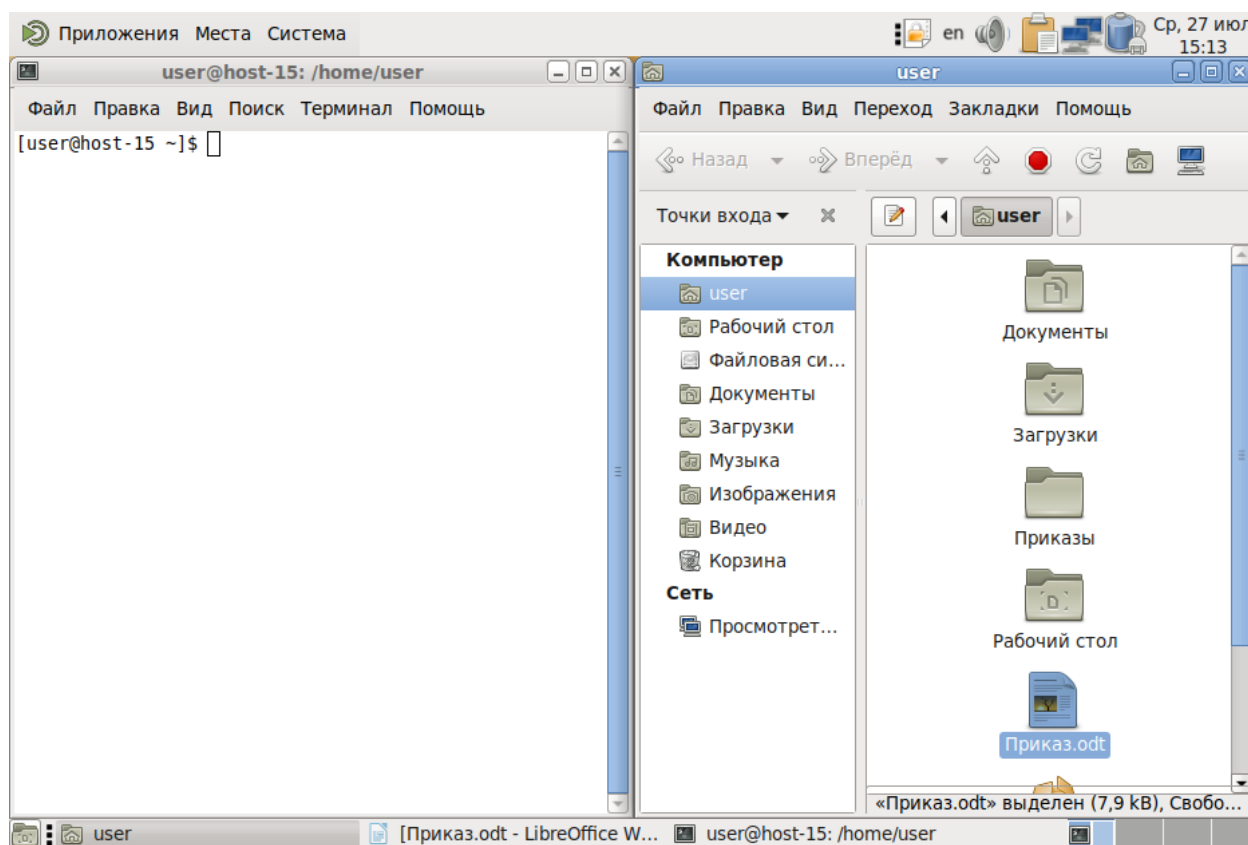 Приложения Места Система
en
Ср, 27 июл
15:13
user@host-15: /home/user
Файл Правка Вид Поиск Терминал Помощь
[user@host-15 ~]$
user
Файл Правка Вид Переход Закладки Помощь
Назад Вперёд
Точки входа
user
Компьютер
user
Рабочий стол
Файловая си...
Документы
Загрузки
Музыка
Изображения
Видео
Корзина
Сеть
Просмотрет...
Документы
Загрузки
Приказы
Рабочий стол
Приказ.odt
«Приказ.odt» выделен (7,9 kB), Свобо...
user
[Приказ.odt - LibreOffice W...
user@host-15: /home/user